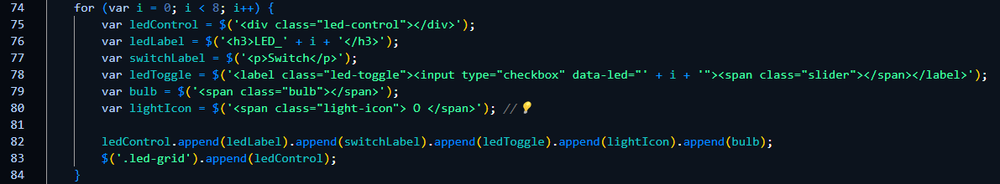 74 for (var i = 0; i < 8; i++) {
75 var ledControl = $('<div class="led-control"></div>');
76 var ledLabel = $('<h3>LED_' + i + '</h3>');
77 var switchLabel = $('<p>Switch</p>');
78 var ledToggle = $('<label class="led-toggle"><input type="checkbox" data-led="' + i + '"><span class="slider"></span></label>');
79 var bulb = $('<span class="bulb"></span>');
80 var lightIcon = $('<span class="light-icon"> O </span>'); //💡
81
82 ledControl.append(ledLabel).append(switchLabel).append(ledToggle).append(lightIcon).append(bulb);
83 $('.led-grid').append(ledControl);
84 }